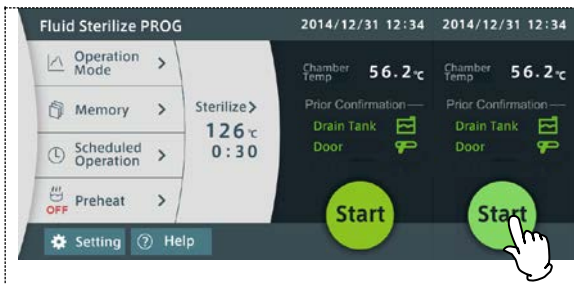 Fluid Sterilize PROG
2014/12/31 12:34
2014/12/31 12:34
Operation
Mode
Memory
Scheduled
Operation
OFF
Preheat
Sterilize
126℃
0:30
Chamber
Temp
56.2℃
Prior Confirmation
Drain Tank
Door
Start
Chamber
Temp
56.2℃
Prior Confirmation
Drain Tank
Door
Start
Setting
? Help